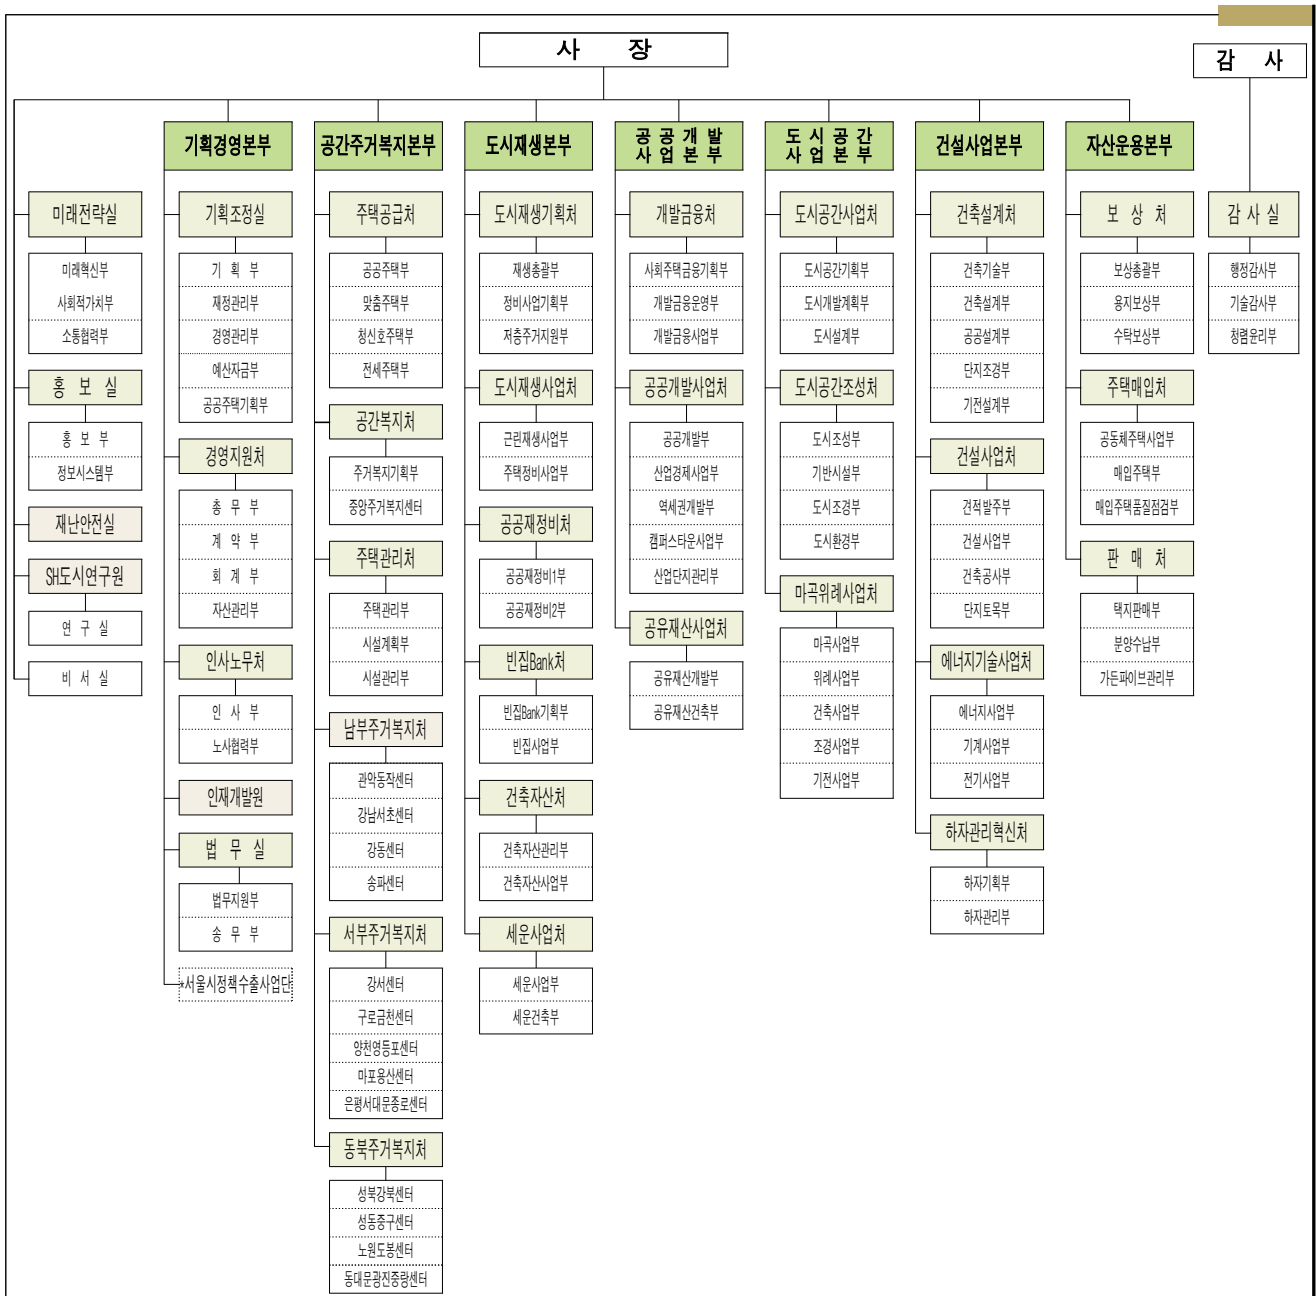 사 장
감 사
기획경영본부
공간주거복지본부
도시재생본부
공 공 개 발
사 업 본 부
도 시 공 간
사 업 본 부
건설사업본부
자산운용본부
미래전략실
미래혁신부
사회적가치부
소통협력부
홍 보 실
홍 보 부
정보시스템부
재난안전실
SH도시연구원
연 구 실
비 서 실
기획조정실
기 획 부
재정관리부
경영관리부
예산자금부
공공주택기획부
경영지원처
총 무 부
계 약 부
회 계 부
자산관리부
인사노무처
인 사 부
노사협력부
인재개발원
법 무 실
법무지원부
송 무 부
*서울시정책수출사업단
주택공급처
공공주택부
맞춤주택부
청신호주택부
전세주택부
공간복지처
주거복지기획부
중앙주거복지센터
주택관리처
주택관리부
시설계획부
시설관리부
남부주거복지처
관악동작센터
강남서초센터
강동센터
송파센터
서부주거복지처
강서센터
구로금천센터
양천영등포센터
마포용산센터
은평서대문종로센터
동북주거복지처
성북강북센터
성동중구센터
노원도봉센터
동대문광진중랑센터
도시재생기획처
재생총괄부
정비사업기획부
저층주거지원부
도시재생사업처
근린재생사업부
주택정비사업부
공공재정비처
공공재정비1부
공공재정비2부
빈집Bank처
빈집Bank기획부
빈집사업부
건축자산처
건축자산관리부
건축자산사업부
세운사업처
세운사업부
세운건축부
개발금융처
사회주택금융기획부
개발금융운영부
개발금융사업부
공공개발사업처
공공개발부
산업경제사업부
역세권개발부
캠퍼스타운사업부
산업단지관리부
공유재산사업처
공유재산개발부
공유재산건축부
도시공간사업처
도시공간기획부
도시개발계획부
도시설계부
도시공간조성처
도시조성부
기반시설부
도시조경부
도시환경부
마곡위례사업처
마곡사업부
위례사업부
건축사업부
조경사업부
기전사업부
건축설계처
건축기술부
건축설계부
공공설계부
단지조경부
기전설계부
건설사업처
건적발주부
건설사업부
건축공사부
단지토목부
에너지기술사업처
에너지사업부
기계사업부
전기사업부
하자관리혁신처
하자기획부
하자관리부
보 상 처
보상총괄부
용지보상부
수탁보상부
주택매입처
공동체주택사업부
매입주택부
매입주택품질점검부
판 매 처
택지판매부
분양수납부
가든파이브관리부
감 사 실
행정감사부
기술감사부
청렴윤리부